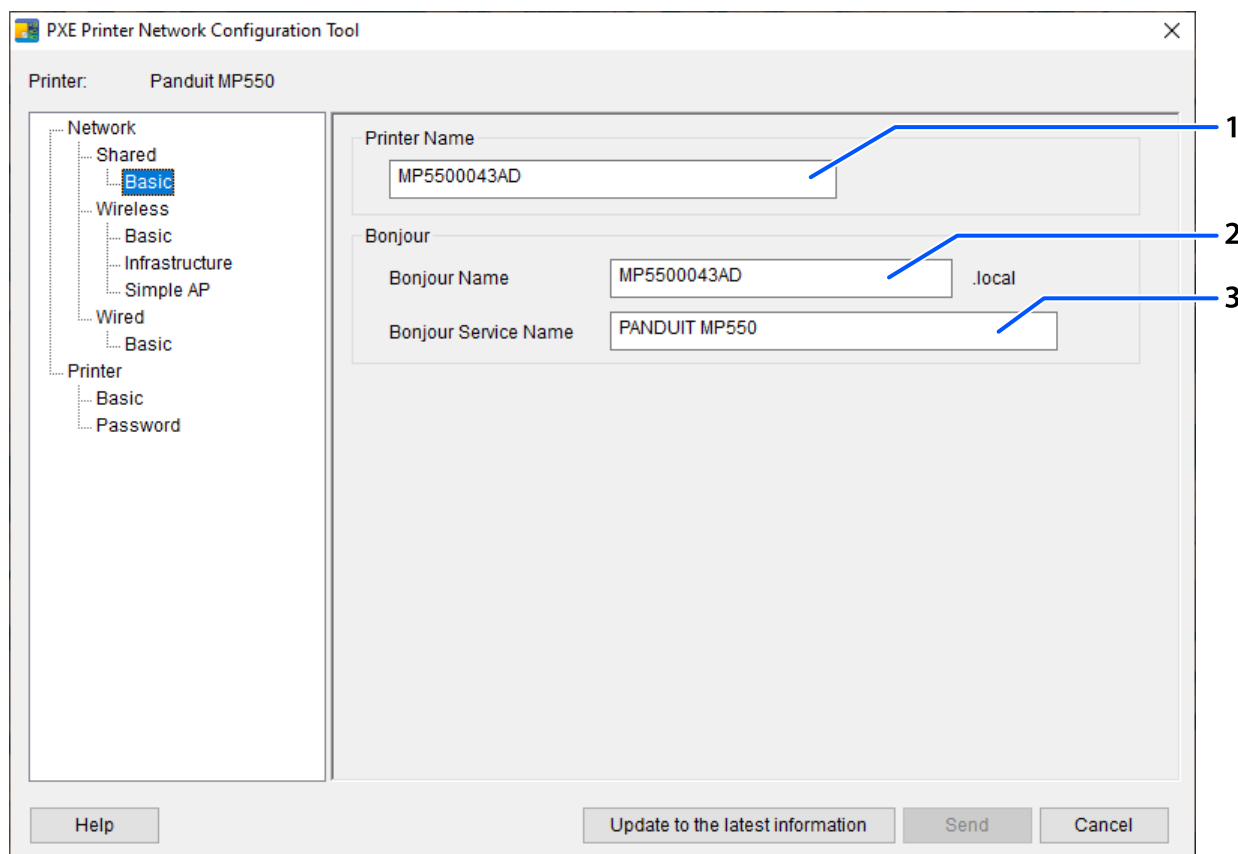 PXE Printer Network Configuration Tool
Printer: Panduit MP550
Network
Shared
Basic
Wireless
Basic
Infrastructure
Simple AP
Wired
Basic
Printer
Basic
Password
Printer Name
MP5500043AD
1
Bonjour
2
Bonjour Name MP5500043AD .local
3
Bonjour Service Name PANDUIT MP550
Help Update to the latest information Send Cancel